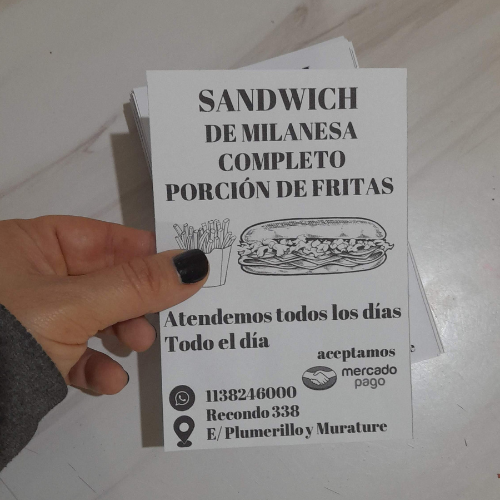 SANDWICH
DE MILANESA
COMPLETO
PORCIÓN DE FRITAS
Atendemos todos los días
Todo el día
aceptamos
mercado
pago
1138246000
Recondo 338
E/ Plumerillo y Murature